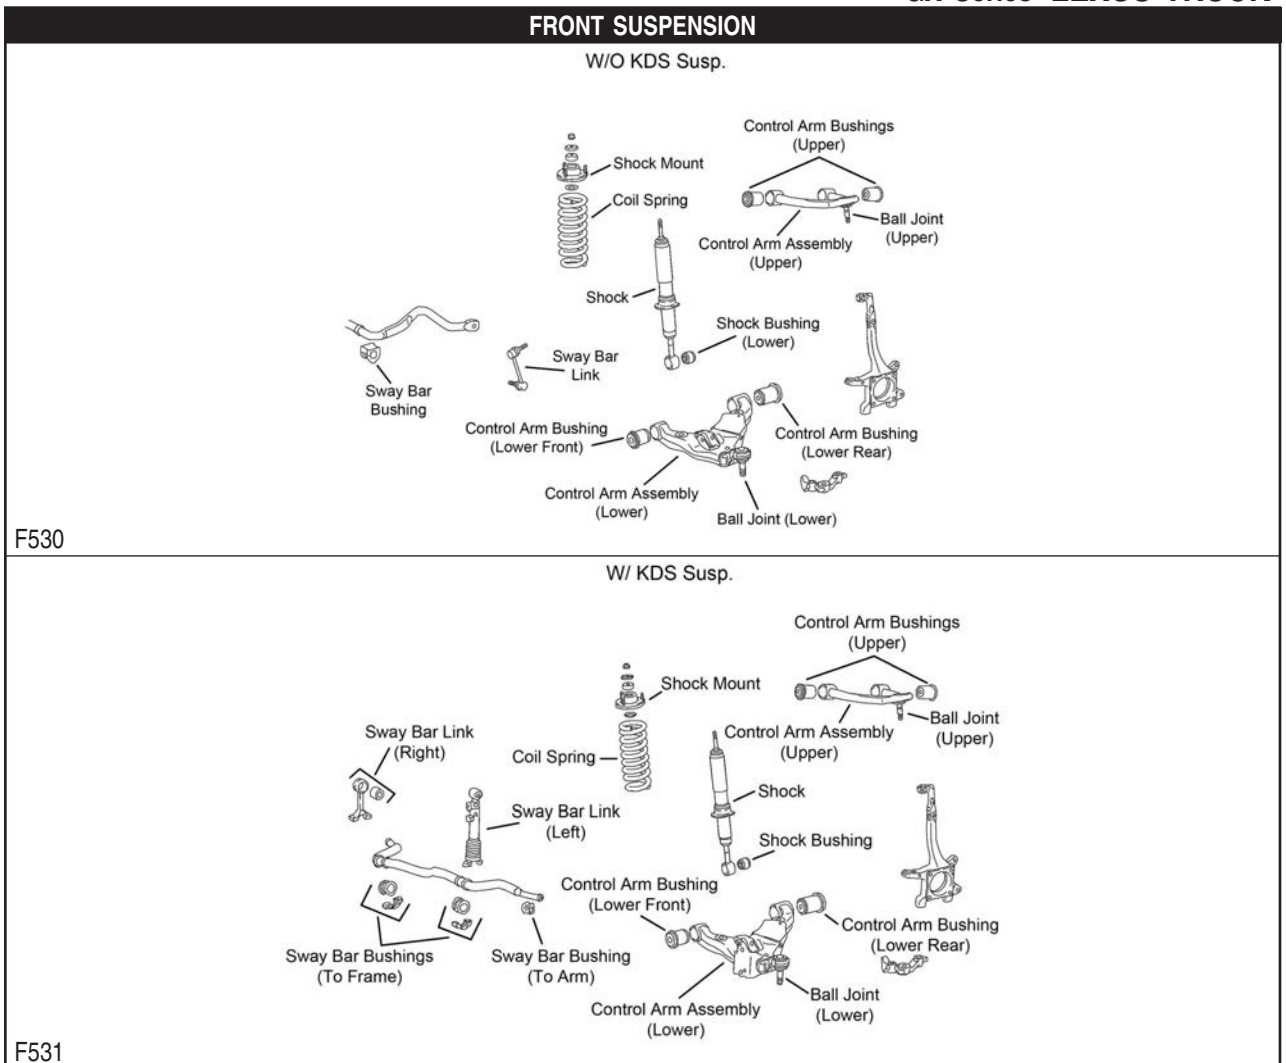 FRONT SUSPENSION
W/O KDS Susp.
Control Arm Bushings
(Upper)
Shock Mount
Coil Spring
Ball Joint
(Upper)
Control Arm Assembly
(Upper)
Shock
Shock Bushing
(Lower)
Sway Bar
Link
Sway Bar
Bushing
Control Arm Bushing
(Lower Front)
Control Arm Bushing
(Lower Rear)
Control Arm Assembly
(Lower)
Ball Joint (Lower)
F530
W/ KDS Susp.
Control Arm Bushings
(Upper)
Shock Mount
Ball Joint
(Upper)
Sway Bar Link
(Right)
Control Arm Assembly
(Upper)
Coil Spring
Shock
Sway Bar Link
(Left)
Shock Bushing
Control Arm Bushing
(Lower Front)
Control Arm Bushing
(Lower Rear)
Sway Bar Bushings
(To Frame)
Sway Bar Bushing
(To Arm)
Ball Joint
(Lower)
Control Arm Assembly
(Lower)
F531